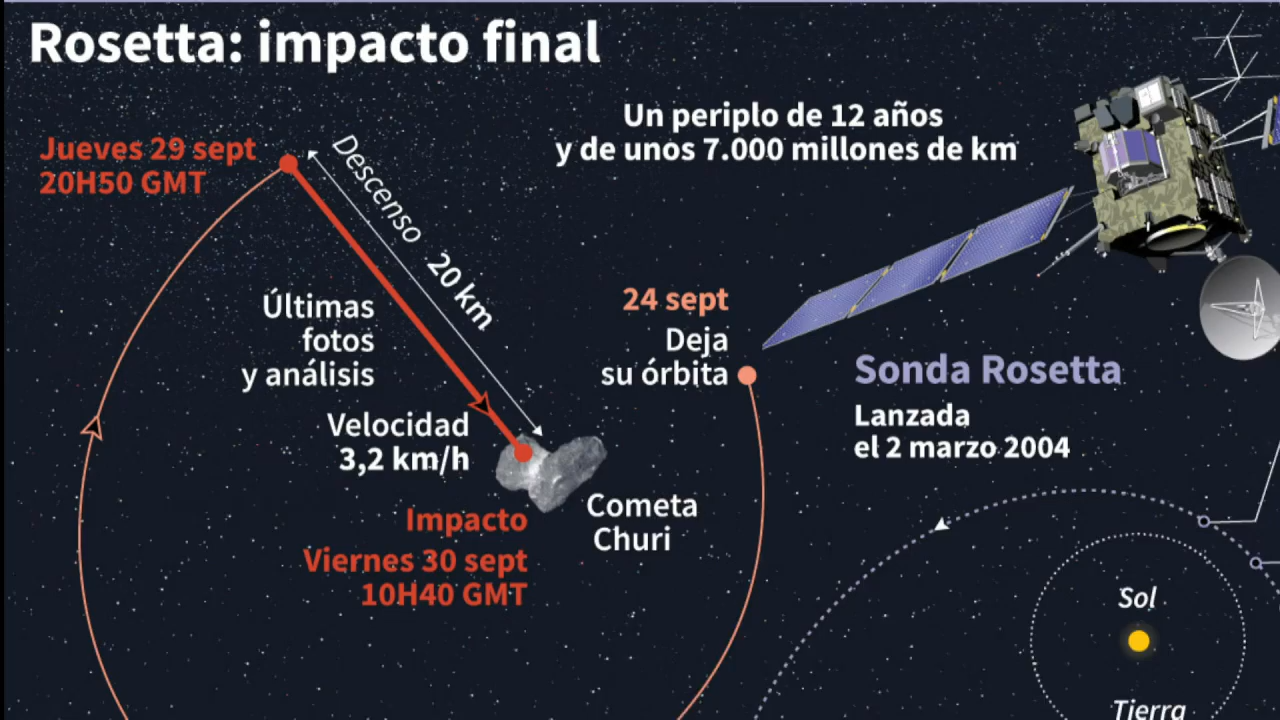 Rosetta: impacto final
Un periplo de 12 años
y de unos 7.000 millones de km
Jueves 29 sept
20H50 GMT
Descenso 20 km
Últimas
fotos
y análisis
Velocidad
3,2 km/h
Impacto
Viernes 30 sept
10H40 GMT
Cometa
Churi
24 sept
Deja
su órbita
Sonda Rosetta
Lanzada
el 2 marzo 2004
Sol
Tierra